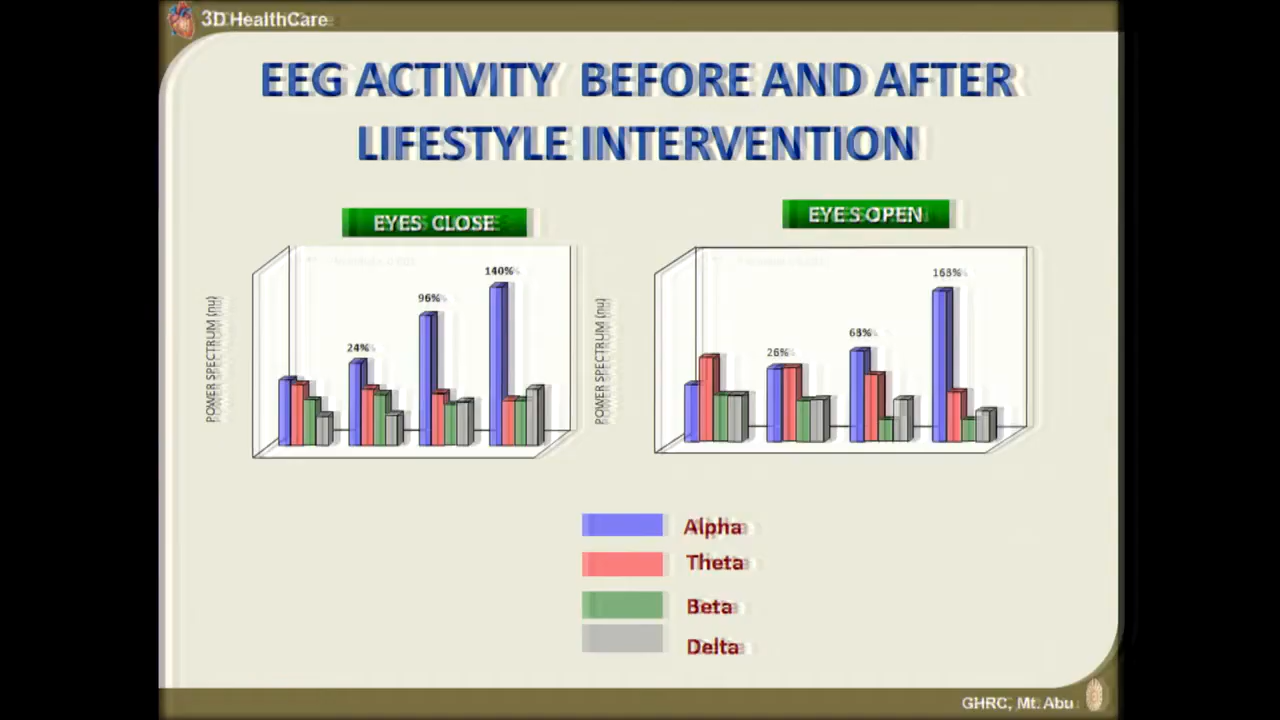 3D HealthCare
EEG ACTIVITY BEFORE AND AFTER
LIFESTYLE INTERVENTION
EYES CLOSE
EYES OPEN
POWER SPECTRUM (nu)
24%
96%
140%
POWER SPECTRUM (nu)
26%
68%
168%
Alpha
Theta
Beta
Delta
GHRC, Mt. Abu